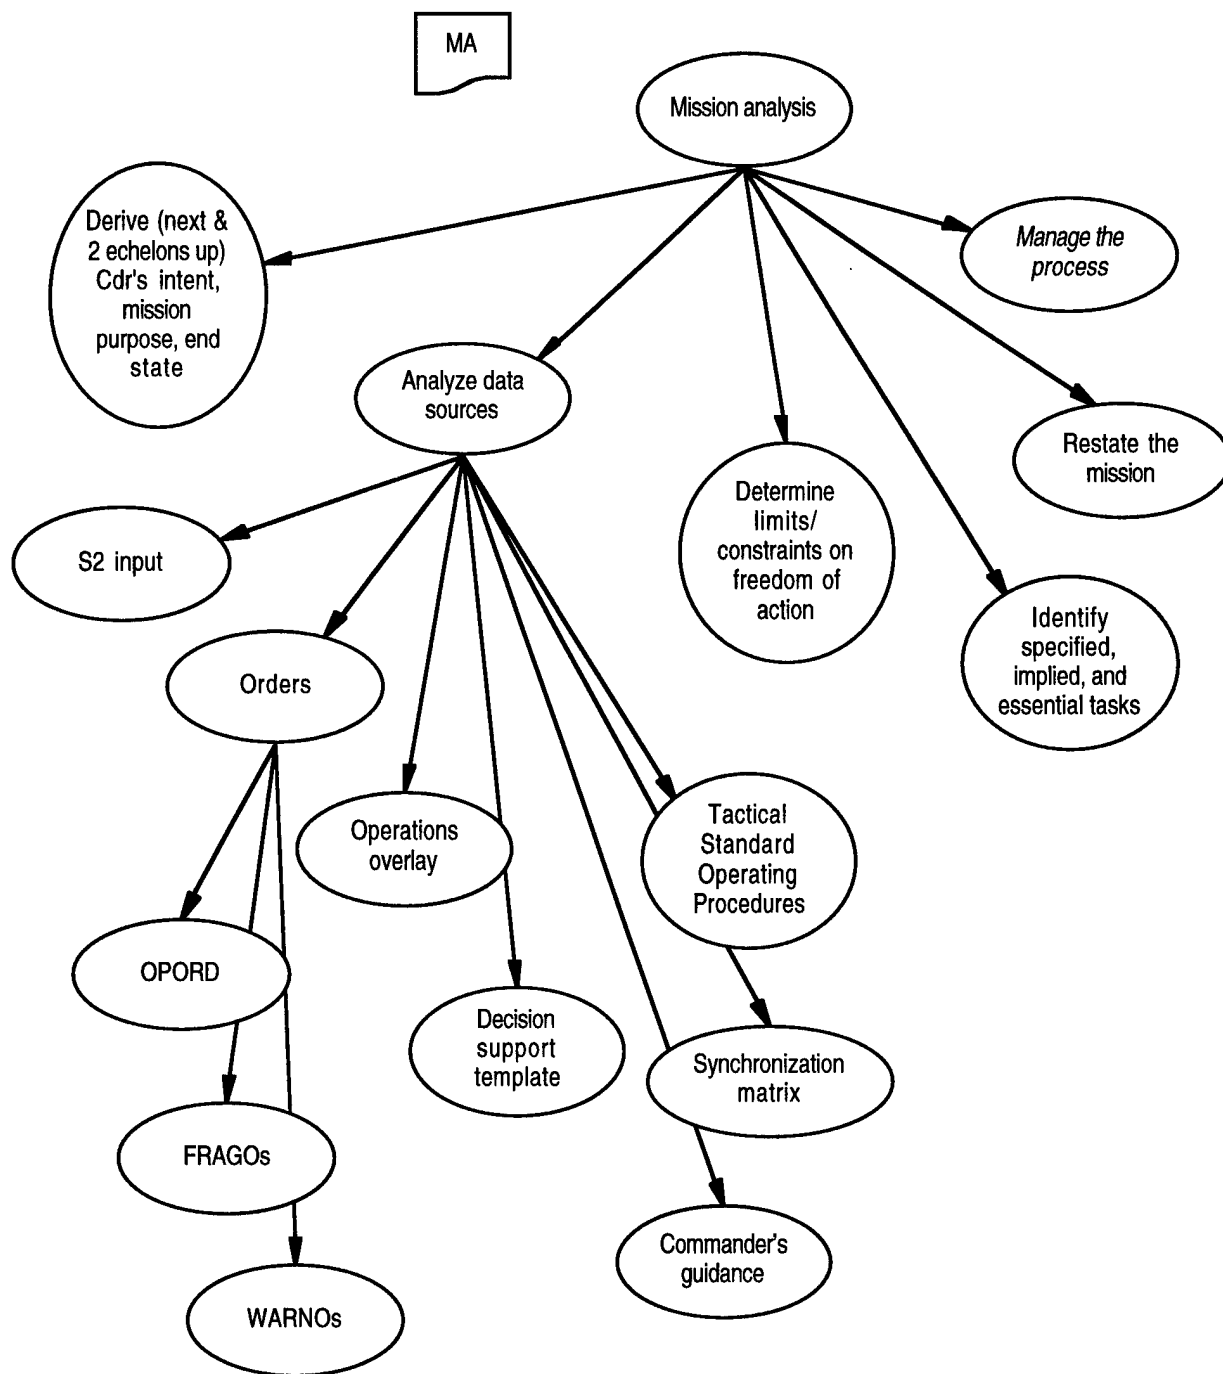 MA
Mission analysis
Derive (next &
2 echelons up)
Cdr's intent,
mission
purpose, end
state
Manage the
process
Analyze data
sources
Restate the
mission
Determine
limits/
constraints on
freedom of
action
S2 input
Identify
specified,
implied, and
essential tasks
Orders
Operations
overlay
Tactical
Standard
Operating
Procedures
OPORD
Decision
support
template
Synchronization
matrix
FRAGOs
Commander's
guidance
WARNOs